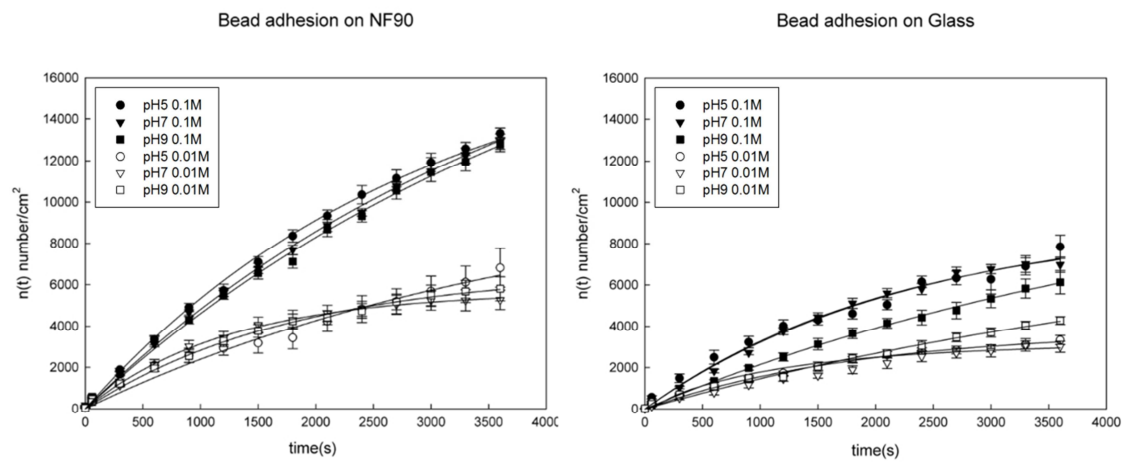 Bead adhesion on NF90
16000
14000
12000
10000
8000
6000
4000
2000
0
n(t) number/cm²
pH5 0.1M
pH7 0.1M
pH9 0.1M
pH5 0.01M
pH7 0.01M
pH9 0.01M
0 500 1000 1500 2000 2500 3000 3500 4000
time(s)
Bead adhesion on Glass
16000
14000
12000
10000
8000
6000
4000
2000
0
n(t) number/cm²
pH5 0.1M
pH7 0.1M
pH9 0.1M
pH5 0.01M
pH7 0.01M
pH9 0.01M
0 500 1000 1500 2000 2500 3000 3500 4000
time(s)